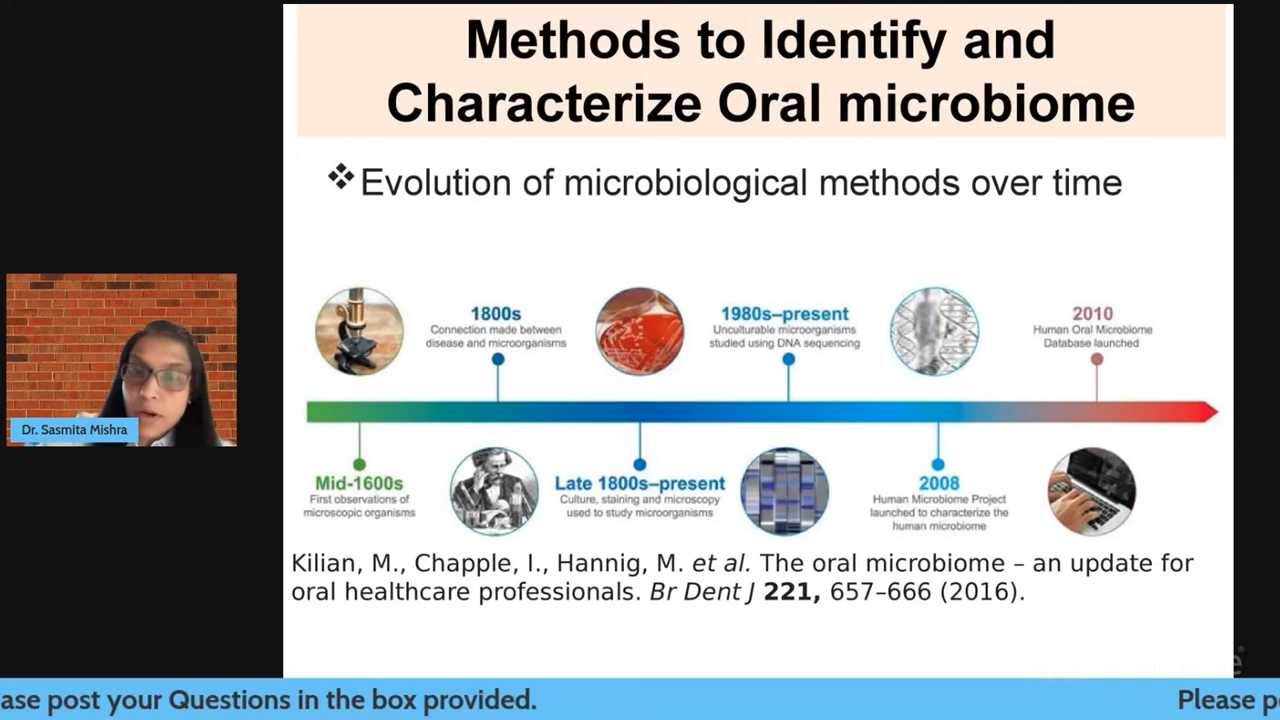 Methods to Identify and
Characterize Oral microbiome
❖Evolution of microbiological methods over time
1800s
Connection made between
disease and microorganisms
1980s–present
Unculturable microorganisms
studied using DNA sequencing
2010
Human Oral Microbiome
Database launched
Mid-1600s
First observations of
microscopic organisms
Late 1800s–present
Culture, staining and microscopy
used to study microorganisms
2008
Human Microbiome Project
launched to characterize the
human microbiome
Dr. Sasmita Mishra
Kilian, M., Chapple, I., Hannig, M. et al. The oral microbiome – an update for
oral healthcare professionals. Br Dent J 221, 657–666 (2016).
ase post your Questions in the box provided.
Please p